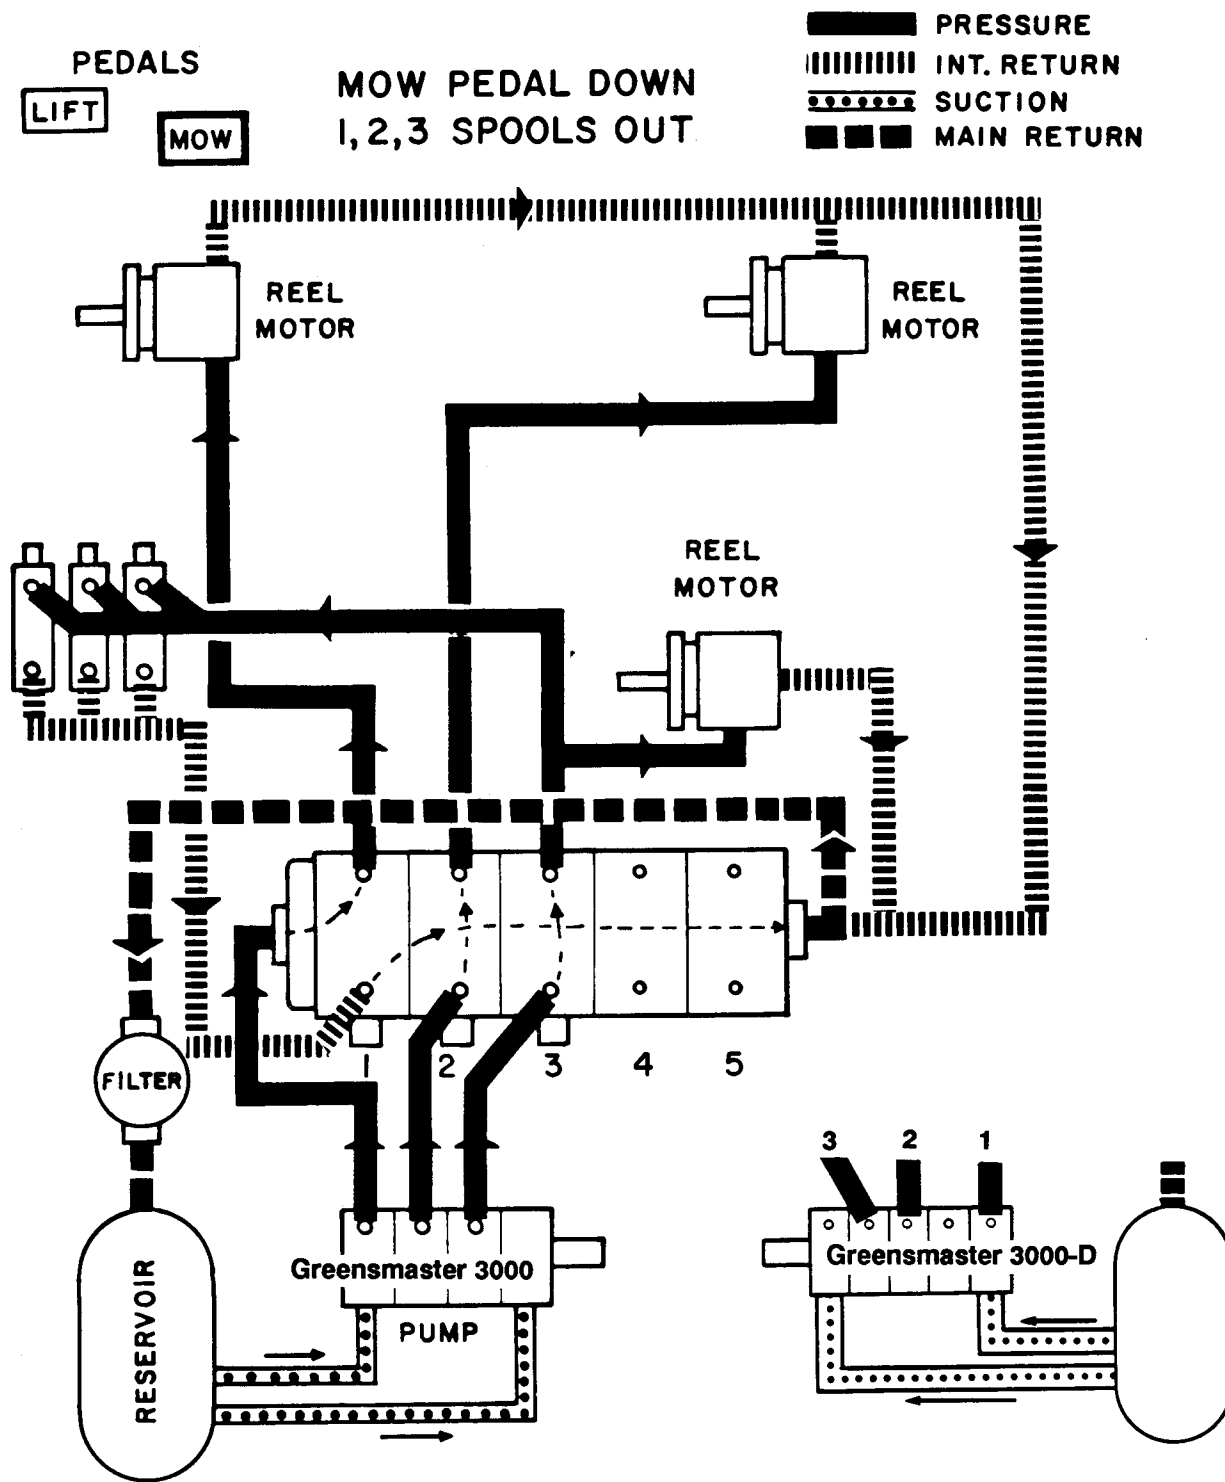 PEDALS
LIFT
MOW
MOW PEDAL DOWN
1,2,3 SPOOLS OUT
PRESSURE
INT. RETURN
SUCTION
MAIN RETURN
REEL
MOTOR
REEL
MOTOR
REEL
MOTOR
1 2 3 4 5
FILTER
3 2 1
Greensmaster 3000
Greensmaster 3000-D
PUMP
RESERVOIR